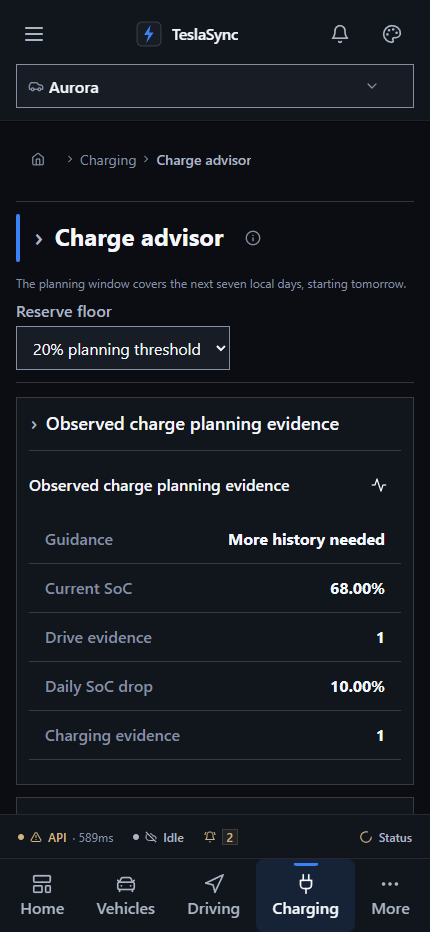 TeslaSync
Aurora
Charging › Charge advisor
› Charge advisor
The planning window covers the next seven local days, starting tomorrow.
Reserve floor
20% planning threshold
› Observed charge planning evidence
Observed charge planning evidence
Guidance More history needed
Current SoC 68.00%
Drive evidence 1
Daily SoC drop 10.00%
Charging evidence 1
API · 589ms Idle 2 Status
Home Vehicles Driving Charging More